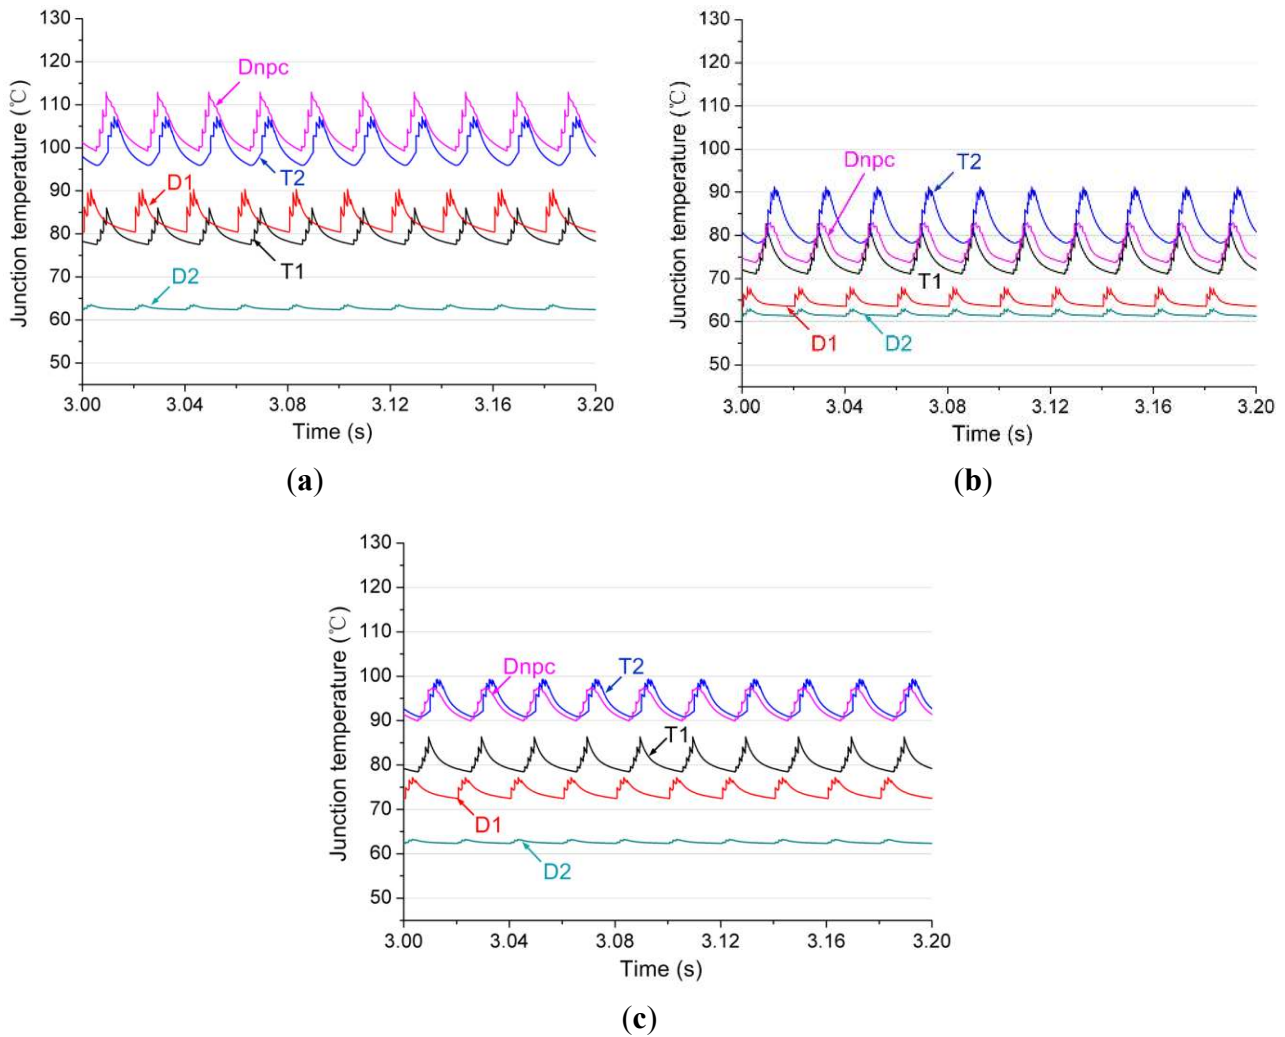 130
120
110
100
90
80
70
60
50
Junction temperature (℃)
Dnpc
T2
D1
T1
D2
3.00 3.04 3.08 3.12 3.16 3.20
Time (s)
(a)
130
120
110
100
90
80
70
60
50
Junction temperature (℃)
Dnpc
T2
T1
D1
D2
3.00 3.04 3.08 3.12 3.16 3.20
Time (s)
(b)
130
120
110
100
90
80
70
60
50
Junction temperature (℃)
Dnpc
T2
T1
D1
D2
3.00 3.04 3.08 3.12 3.16 3.20
Time (s)
(c)